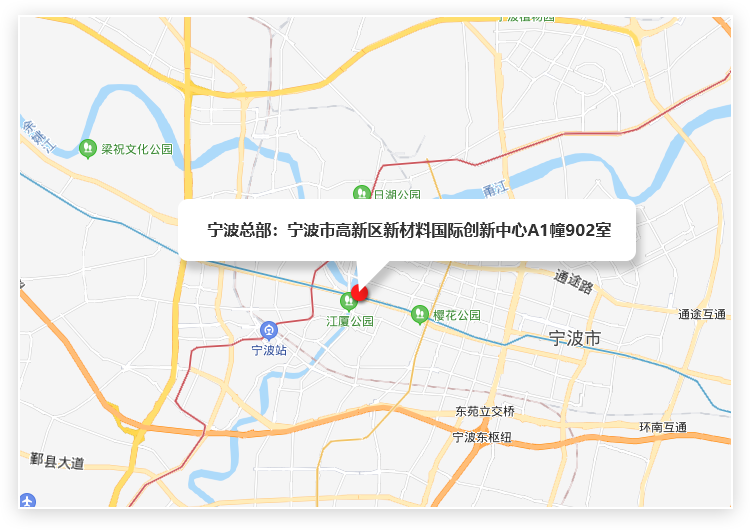 宁波植物园
余姚江
梁祝文化公园
日湖公园
甬江
宁波总部：宁波市高新区新材料国际创新中心A1幢902室
通途路
江厦公园
樱花公园
通途互通
宁波市
宁波站
东苑立交桥
环南互通
宁波东枢纽
鄞县大道